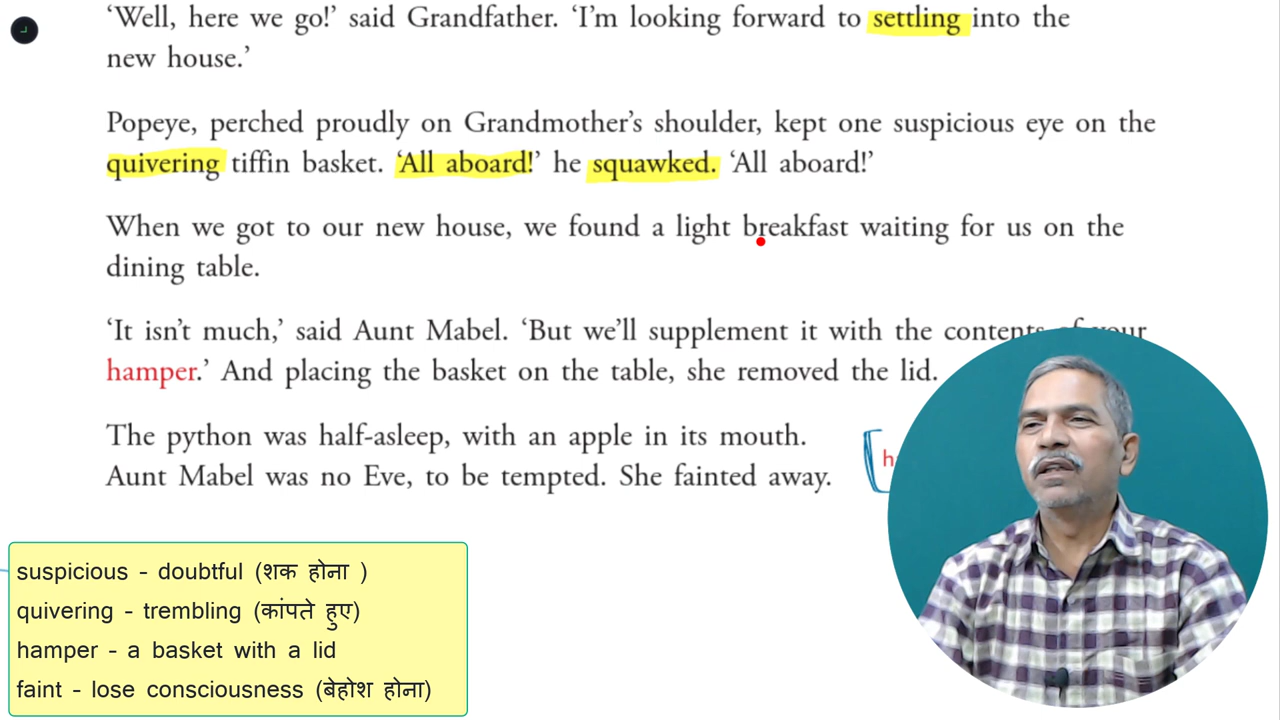 ‘Well, here we go!’ said Grandfather. ‘I’m looking forward to settling into the
new house.’
Popeye, perched proudly on Grandmother’s shoulder, kept one suspicious eye on the
quivering tiffin basket. ‘All aboard!’ he squawked. ‘All aboard!’
When we got to our new house, we found a light breakfast waiting for us on the
dining table.
‘It isn’t much,’ said Aunt Mabel. ‘But we’ll supplement it with the contents of your
hamper.’ And placing the basket on the table, she removed the lid.
The python was half-asleep, with an apple in its mouth.
Aunt Mabel was no Eve, to be tempted. She fainted away.
suspicious - doubtful (शक होना )
quivering - trembling (कांपते हुए)
hamper - a basket with a lid
faint - lose consciousness (बेहोश होना)